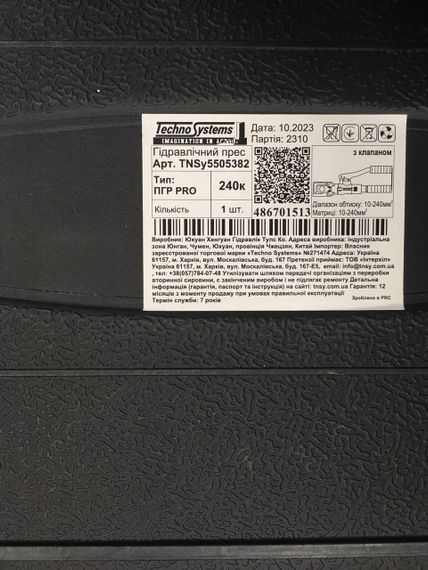 TechnoSystems
IMAGINATION IN ACTION
Дата: 10.2023
Партія: 2310
Гідравлічний прес
Арт. TNSy5505382
з клапаном
Тип:
ПГР PRO
240к
Кількість
1 шт.
486701513
Діапазон обтиску: 10-240мм²
Матриці: 10-240мм²
Виробник: Юхуан Хенгуан Гідравлік Тулс Ко. Адреса виробника: індустріальна
зона Юнган, Чумен, Юхуан, провінція Чжецзян, Китай Імпортер: Власник
зареєстрованої торгової марки «Techno Systems» №271474 Адреса: Україна
61157, м. Харків, вул. Москалівська, буд. 167 Претензії приймає: ТОВ «Інтерхіл»
Україна 61157, м. Харків, вул. Москалівська, буд. 167-Е5, email: info@tnsy.com.ua
тел: +38(057)784-07-48 Утилізувати шляхом передачі організаціям з переробки
вторинної сировини, є закінченим виробом і не підлягає ремонту Детальна
інформація (гарантія, паспорт та інструкція) на сайті: tnsy.com.ua Гарантія: 12
місяців з моменту продажу при умовах правильної експлуатації
Термін служби: 7 років
Зроблено в PRC